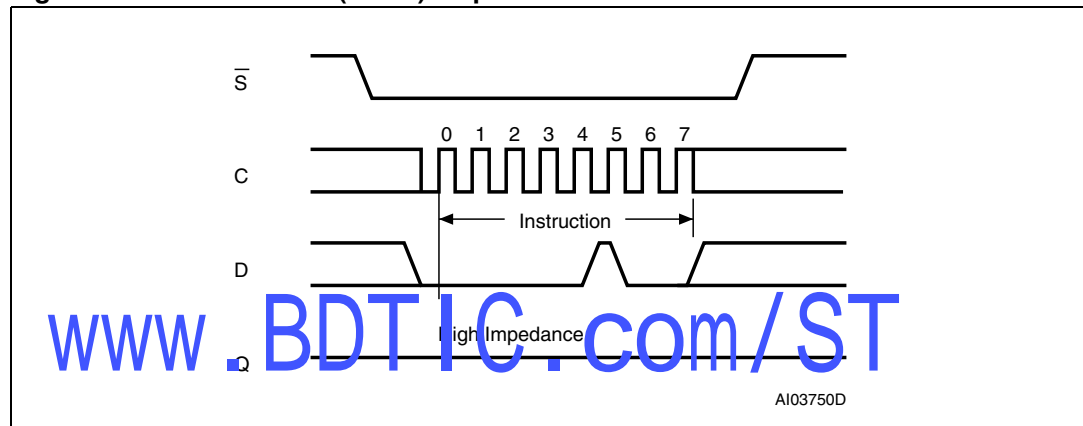 S
0 1 2 3 4 5 6 7
C
Instruction
D
High Impedance
www.BDTIC.com/ST
Q
AI03750D